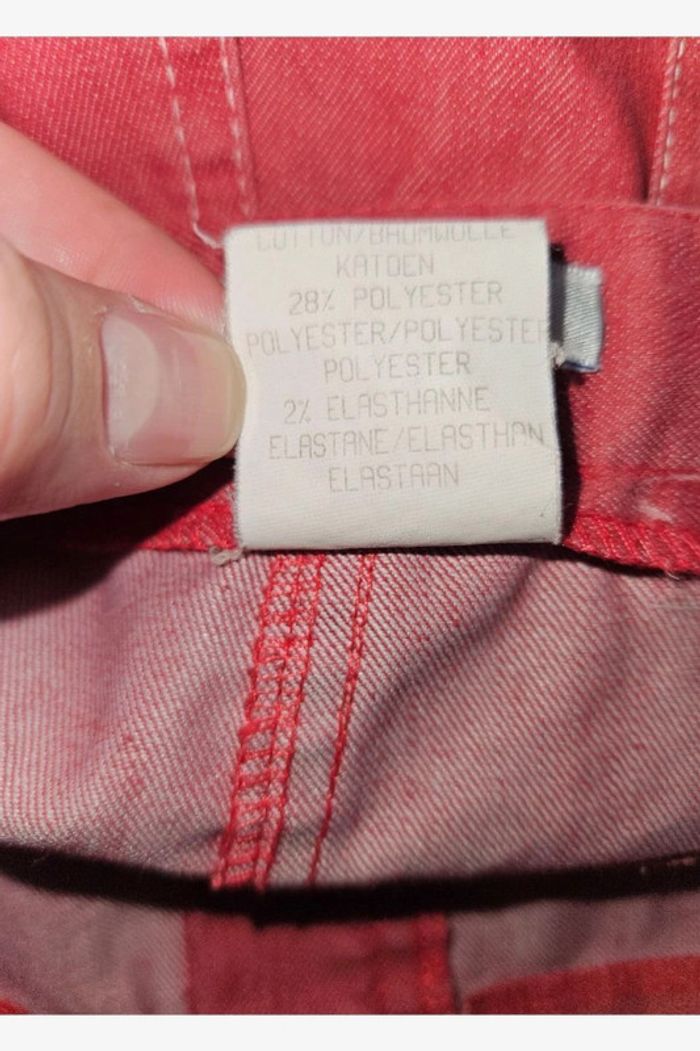 COTTON/BAUMWOLLE
KATOEN
28% POLYESTER
POLYESTER/POLYESTER
POLYESTER
2% ELASTHANNE
ELASTANE/ELASTHAN
ELASTAAN